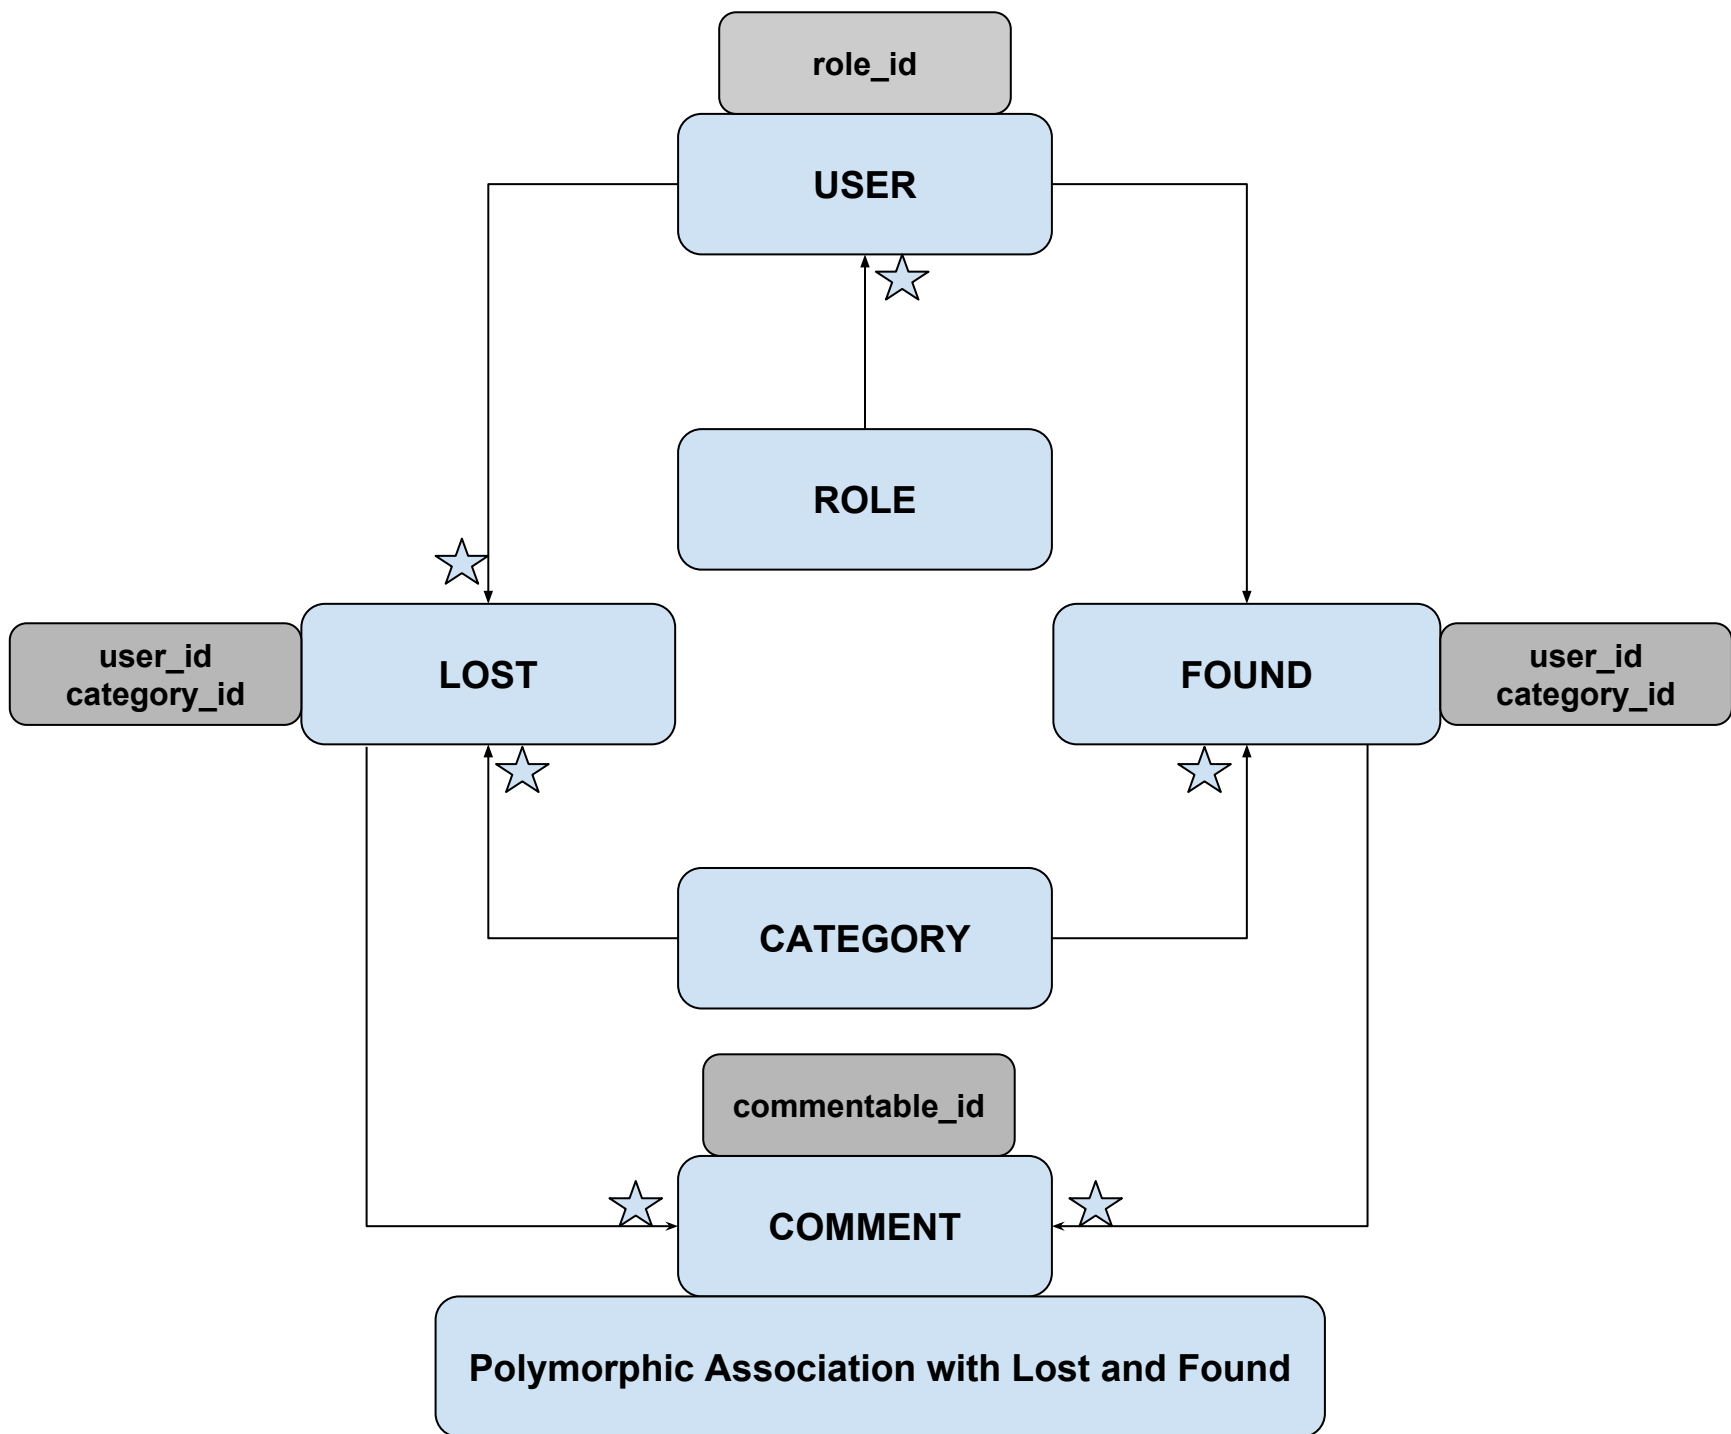 role_id
USER
ROLE
LOST
user_id
category_id
FOUND
user_id
category_id
CATEGORY
commentable_id
COMMENT
Polymorphic Association with Lost and Found